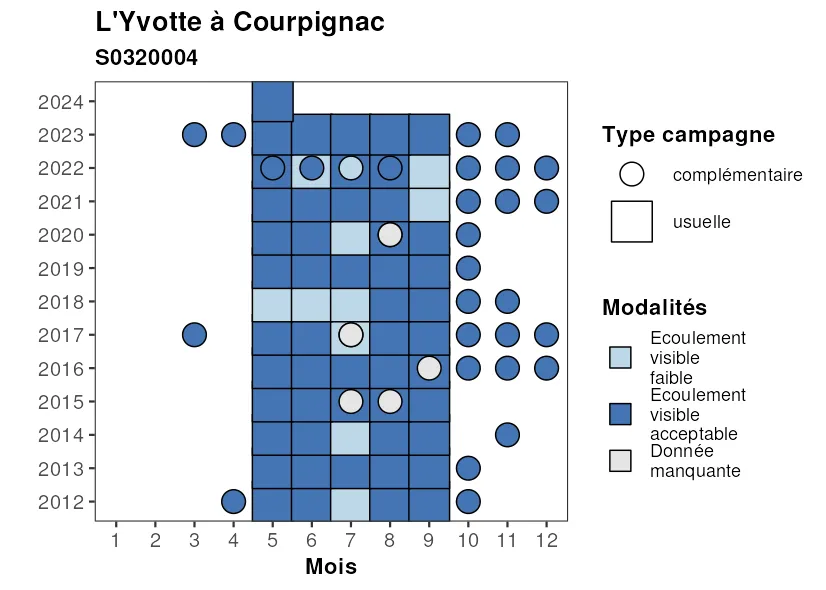 L'Yvotte à Courpignac
S0320004
2024
2023
2022
2021
2020
2019
2018
2017
2016
2015
2014
2013
2012
1 2 3 4 5 6 7 8 9 10 11 12
Mois
Type campagne
complémentaire
usuelle
Modalités
Ecoulement
visible
faible
Ecoulement
visible
acceptable
Donnée
manquante